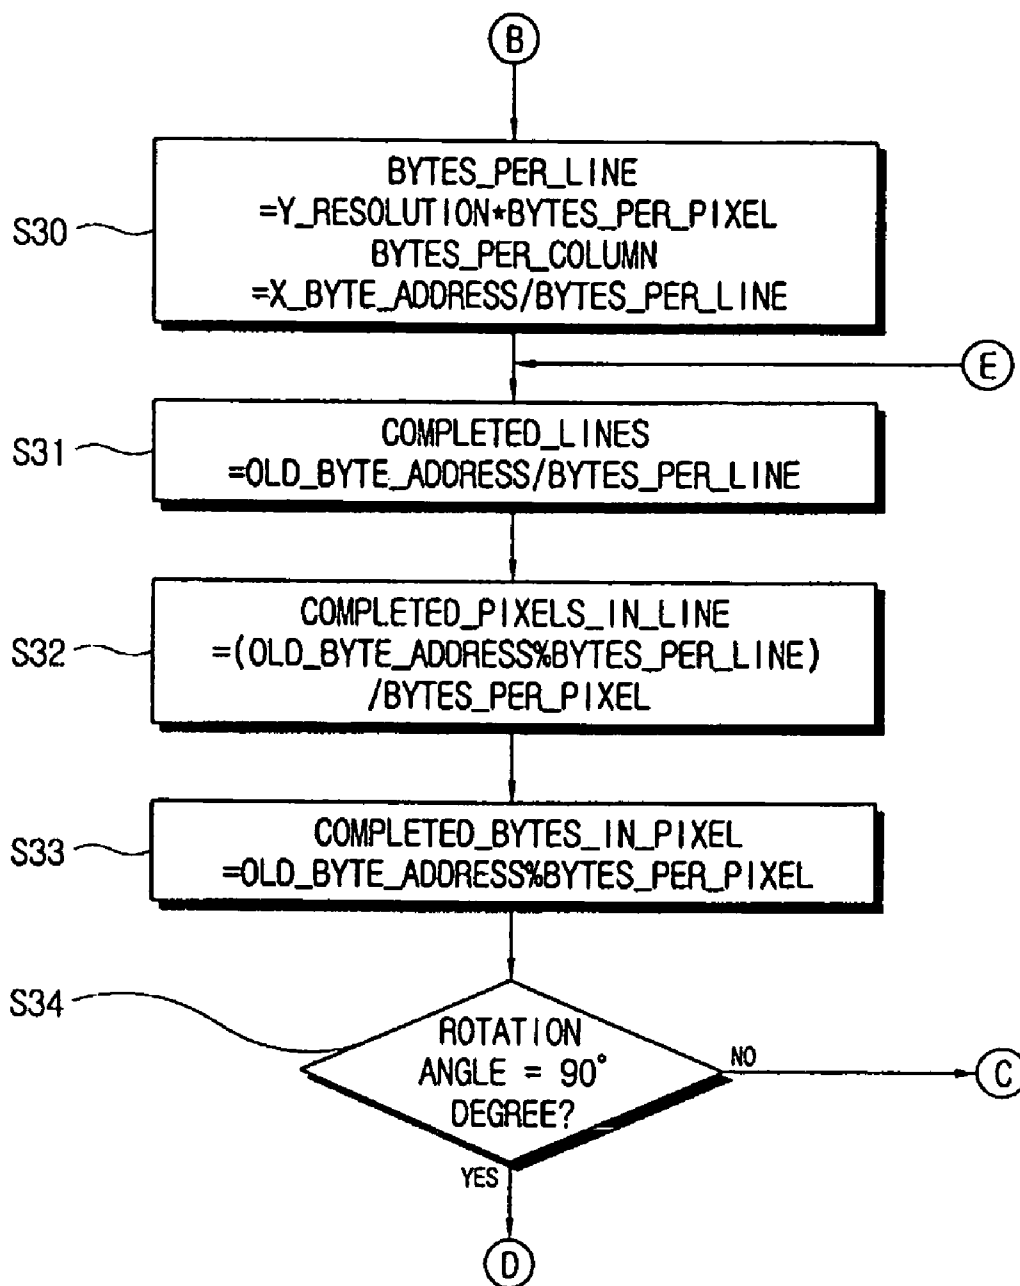 B
S30
BYTES_PER_LINE
=Y_RESOLUTION*BYTES_PER_PIXEL
BYTES_PER_COLUMN
=X_BYTE_ADDRESS/BYTES_PER_LINE
E
S31
COMPLETED_LINES
=OLD_BYTE_ADDRESS/BYTES_PER_LINE
S32
COMPLETED_PIXELS_IN_LINE
=(OLD_BYTE_ADDRESS%BYTES_PER_LINE)
/BYTES_PER_PIXEL
S33
COMPLETED_BYTES_IN_PIXEL
=OLD_BYTE_ADDRESS%BYTES_PER_PIXEL
S34
ROTATION
ANGLE = 90°
DEGREE?
NO
C
YES
D